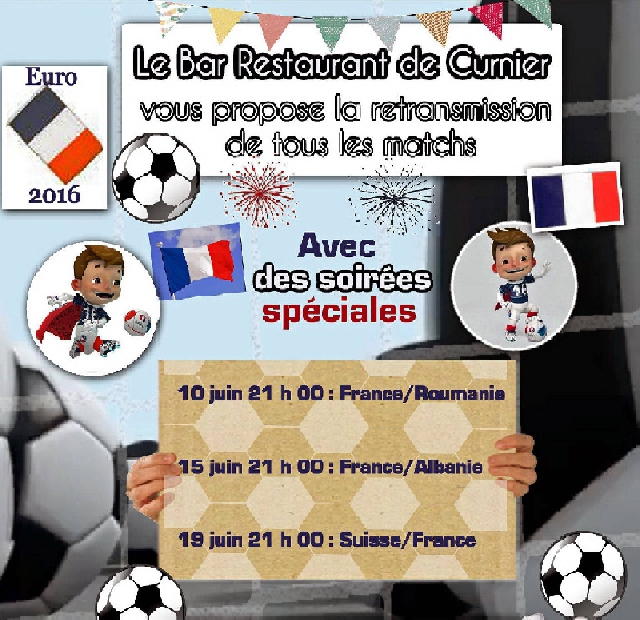 Le Bar Restaurant de Curnier
vous propose la retransmission
de tous les matchs
Euro
2016
Avec
des soirées
spéciales
10 juin 21 h 00 : France/Roumanie
15 juin 21 h 00 : France/Albanie
19 juin 21 h 00 : Suisse/France